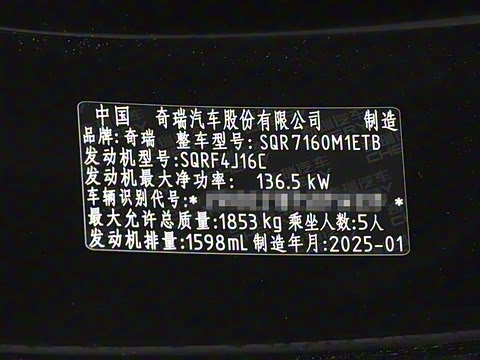 中国 奇瑞汽车股份有限公司 制造
品牌:奇瑞 整车型号:SQR7160M1ETB
发动机型号:SQRF4J16C
发动机最大净功率: 136.5 kW
车辆识别代号:* *
最大允许总质量:1853 kg 乘坐人数:5人
发动机排量:1598mL 制造年月:2025-01